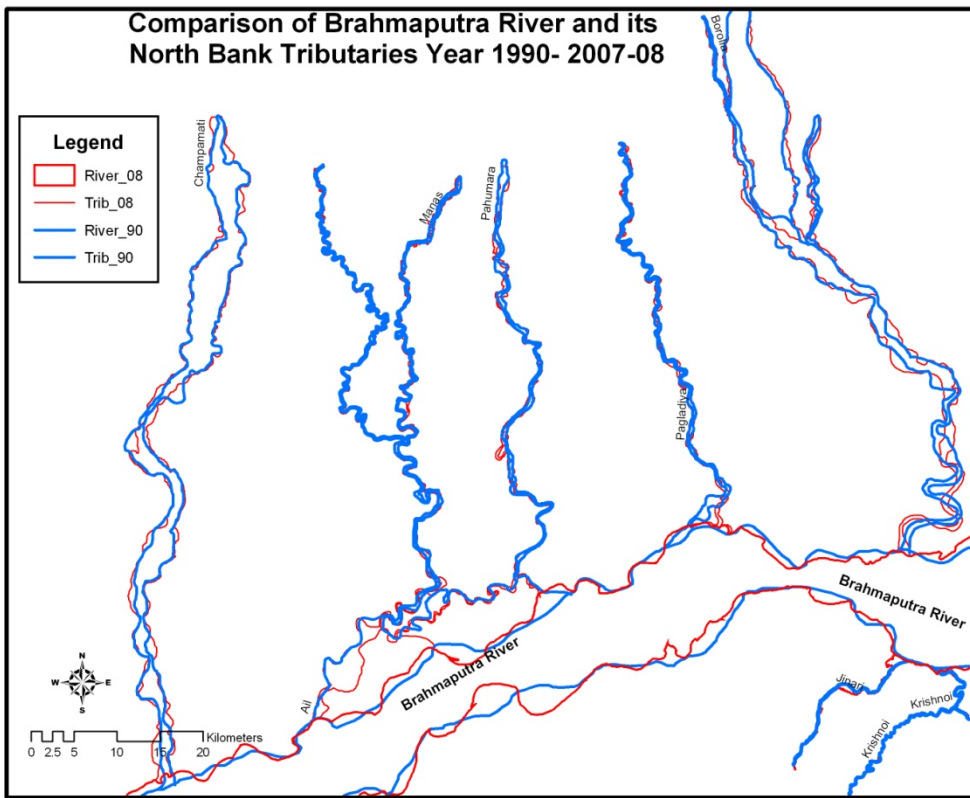 Comparison of Brahmaputra River and its
North Bank Tributaries Year 1990- 2007-08
Legend
River_08
Trib_08
River_90
Trib_90
Champamati
Manas
Pahumara
Pagladiya
Borolia
Brahmaputra River
Brahmaputra River
Jinari
Krishnoi
Krishnoi
Ail
N
W E
S
Kilometers
0 2.5 5 10 15 20